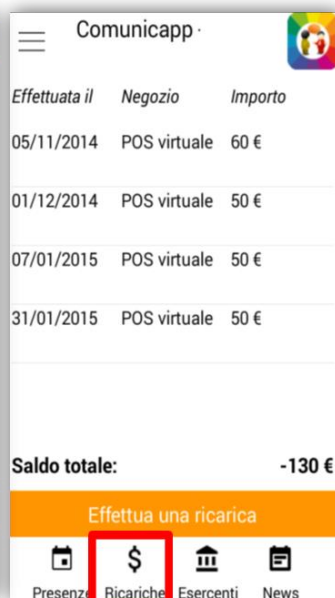 Comunicapp
Effettuata il Negozio Importo
05/11/2014 POS virtuale 60 €
01/12/2014 POS virtuale 50 €
07/01/2015 POS virtuale 50 €
31/01/2015 POS virtuale 50 €
Saldo totale: -130 €
Effettua una ricarica
Presenze Ricariche Esercenti News